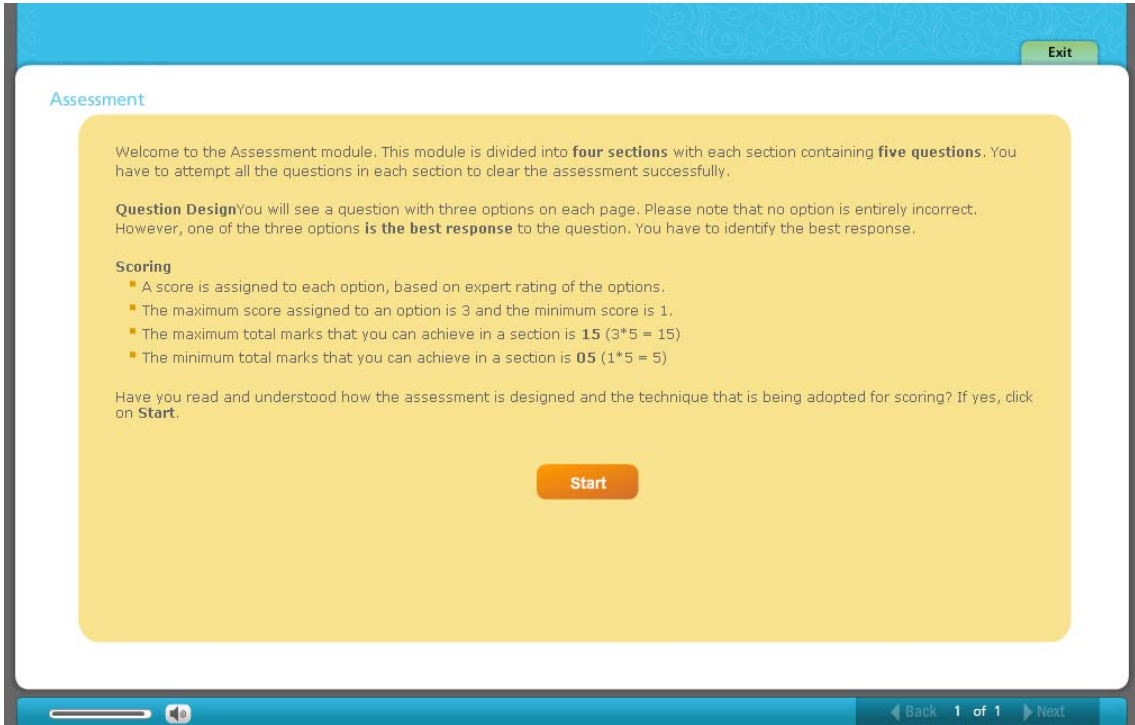 Exit
Assessment
Welcome to the Assessment module. This module is divided into four sections with each section containing five questions. You
have to attempt all the questions in each section to clear the assessment successfully.
Question DesignYou will see a question with three options on each page. Please note that no option is entirely incorrect.
However, one of the three options is the best response to the question. You have to identify the best response.
Scoring
A score is assigned to each option, based on expert rating of the options.
The maximum score assigned to an option is 3 and the minimum score is 1.
The maximum total marks that you can achieve in a section is 15 (3*5 = 15)
The minimum total marks that you can achieve in a section is 05 (1*5 = 5)
Have you read and understood how the assessment is designed and the technique that is being adopted for scoring? If yes, click
on Start.
Start
Back 1 of 1 Next